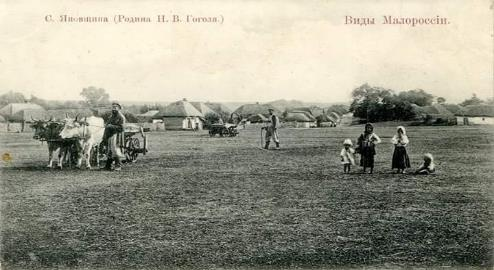 С. Яновщина (Родина Н. В. Гоголя.)
Виды Малороссіи.